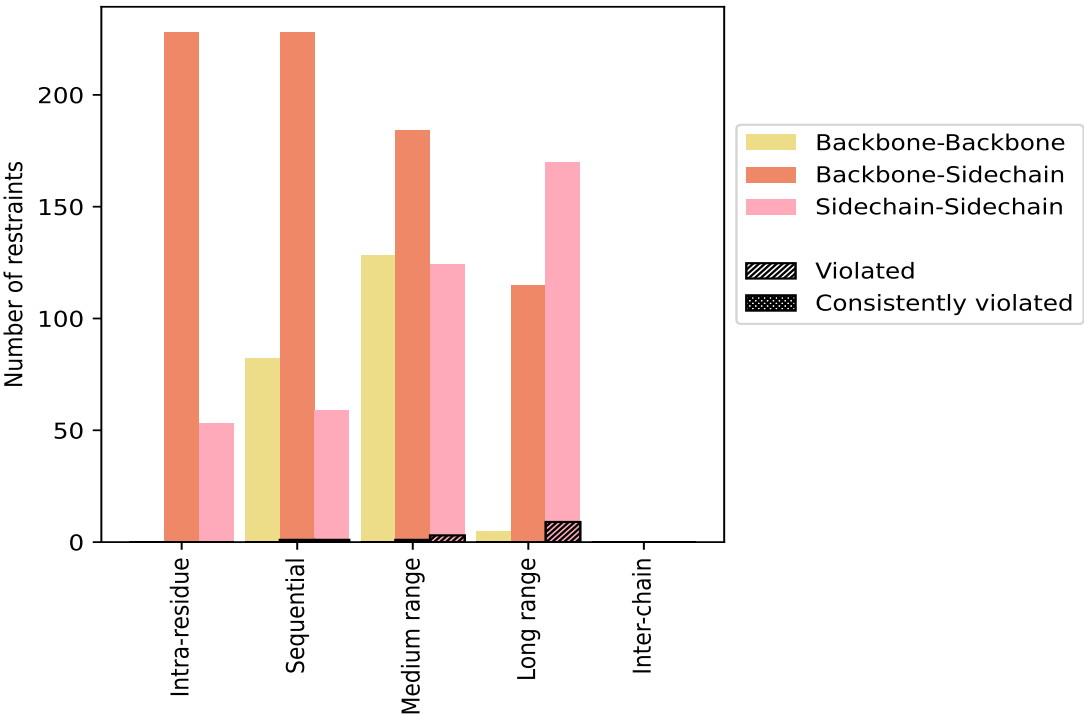 Number of restraints
200
150
100
50
0
Intra-residue
Sequential
Medium range
Long range
Inter-chain
Backbone-Backbone
Backbone-Sidechain
Sidechain-Sidechain
Violated
Consistently violated